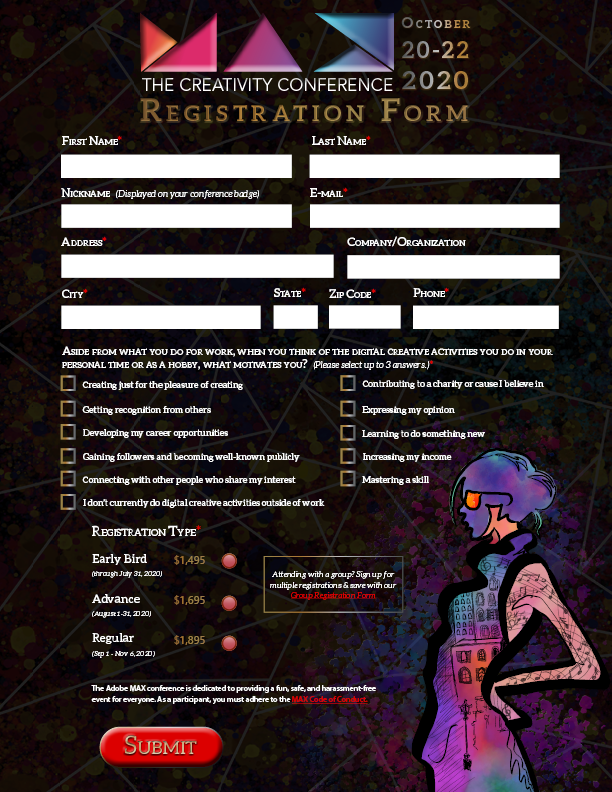 MAX
OCTOBER
20-22
2020
THE CREATIVITY CONFERENCE
REGISTRATION FORM
FIRST NAME*
LAST NAME*
NICKNAME (Displayed on your conference badge)
E-MAIL*
ADDRESS*
COMPANY/ORGANIZATION
CITY*
STATE*
ZIP CODE*
PHONE*
ASIDE FROM WHAT YOU DO FOR WORK, WHEN YOU THINK OF THE DIGITAL CREATIVE ACTIVITIES YOU DO IN YOUR
PERSONAL TIME OR AS A HOBBY, WHAT MOTIVATES YOU? (Please select up to 3 answers.)*
Creating just for the pleasure of creating
Getting recognition from others
Developing my career opportunities
Gaining followers and becoming well-known publicly
Connecting with other people who share my interest
I don't currently do digital creative activities outside of work
Contributing to a charity or cause I believe in
Expressing my opinion
Learning to do something new
Increasing my income
Mastering a skill
REGISTRATION TYPE*
Early Bird $1,495
(through July 31, 2020)
Advance $1,695
(August 1-31, 2020)
Regular $1,895
(Sep 1 - Nov 6, 2020)
Attending with a group? Sign up for
multiple registrations & save with our
Group Registration Form
The Adobe MAX conference is dedicated to providing a fun, safe, and harassment-free
event for everyone. As a participant, you must adhere to the MAX Code of Conduct.
SUBMIT